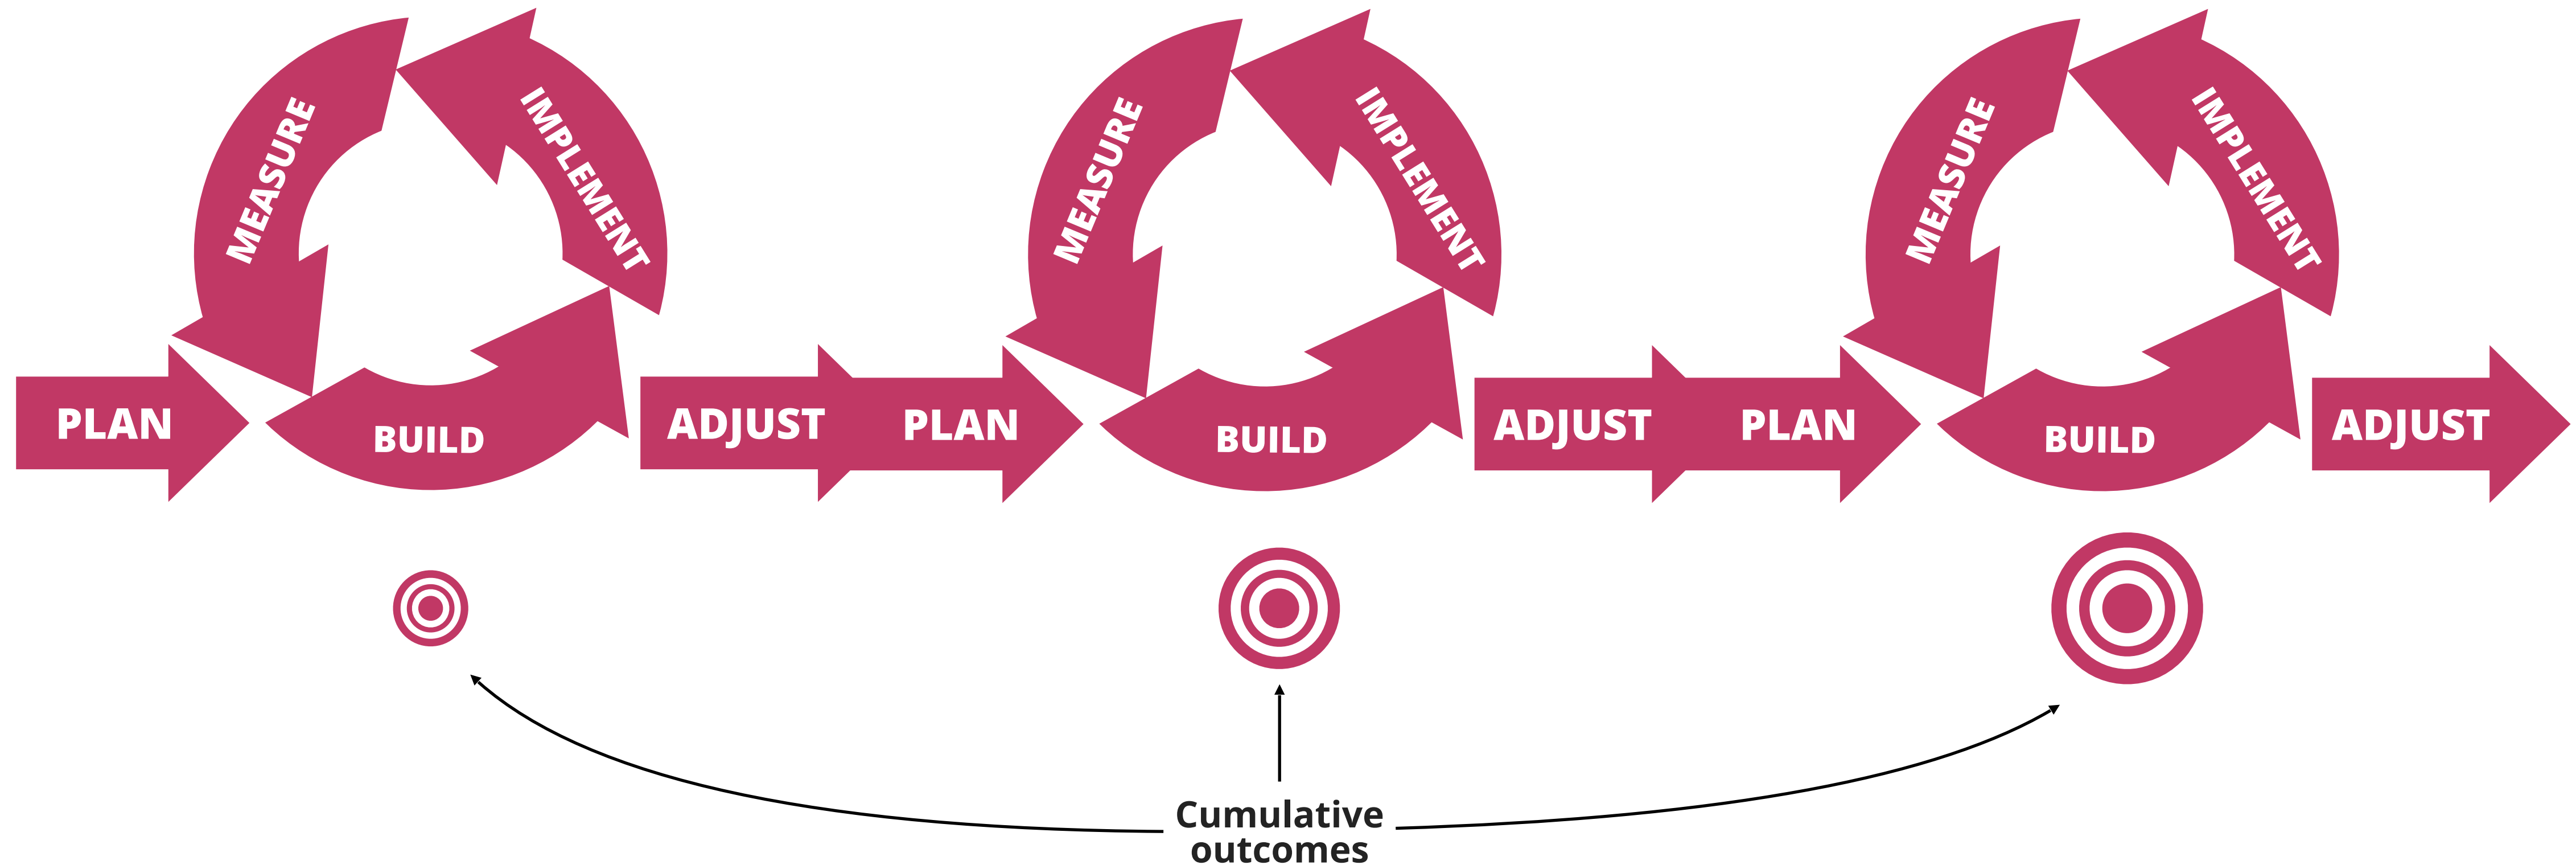 MEASURE
IMPLEMENT
MEASURE
IMPLEMENT
MEASURE
IMPLEMENT
PLAN
BUILD
ADJUST
PLAN
BUILD
ADJUST
PLAN
BUILD
ADJUST
Cumulative
outcomes